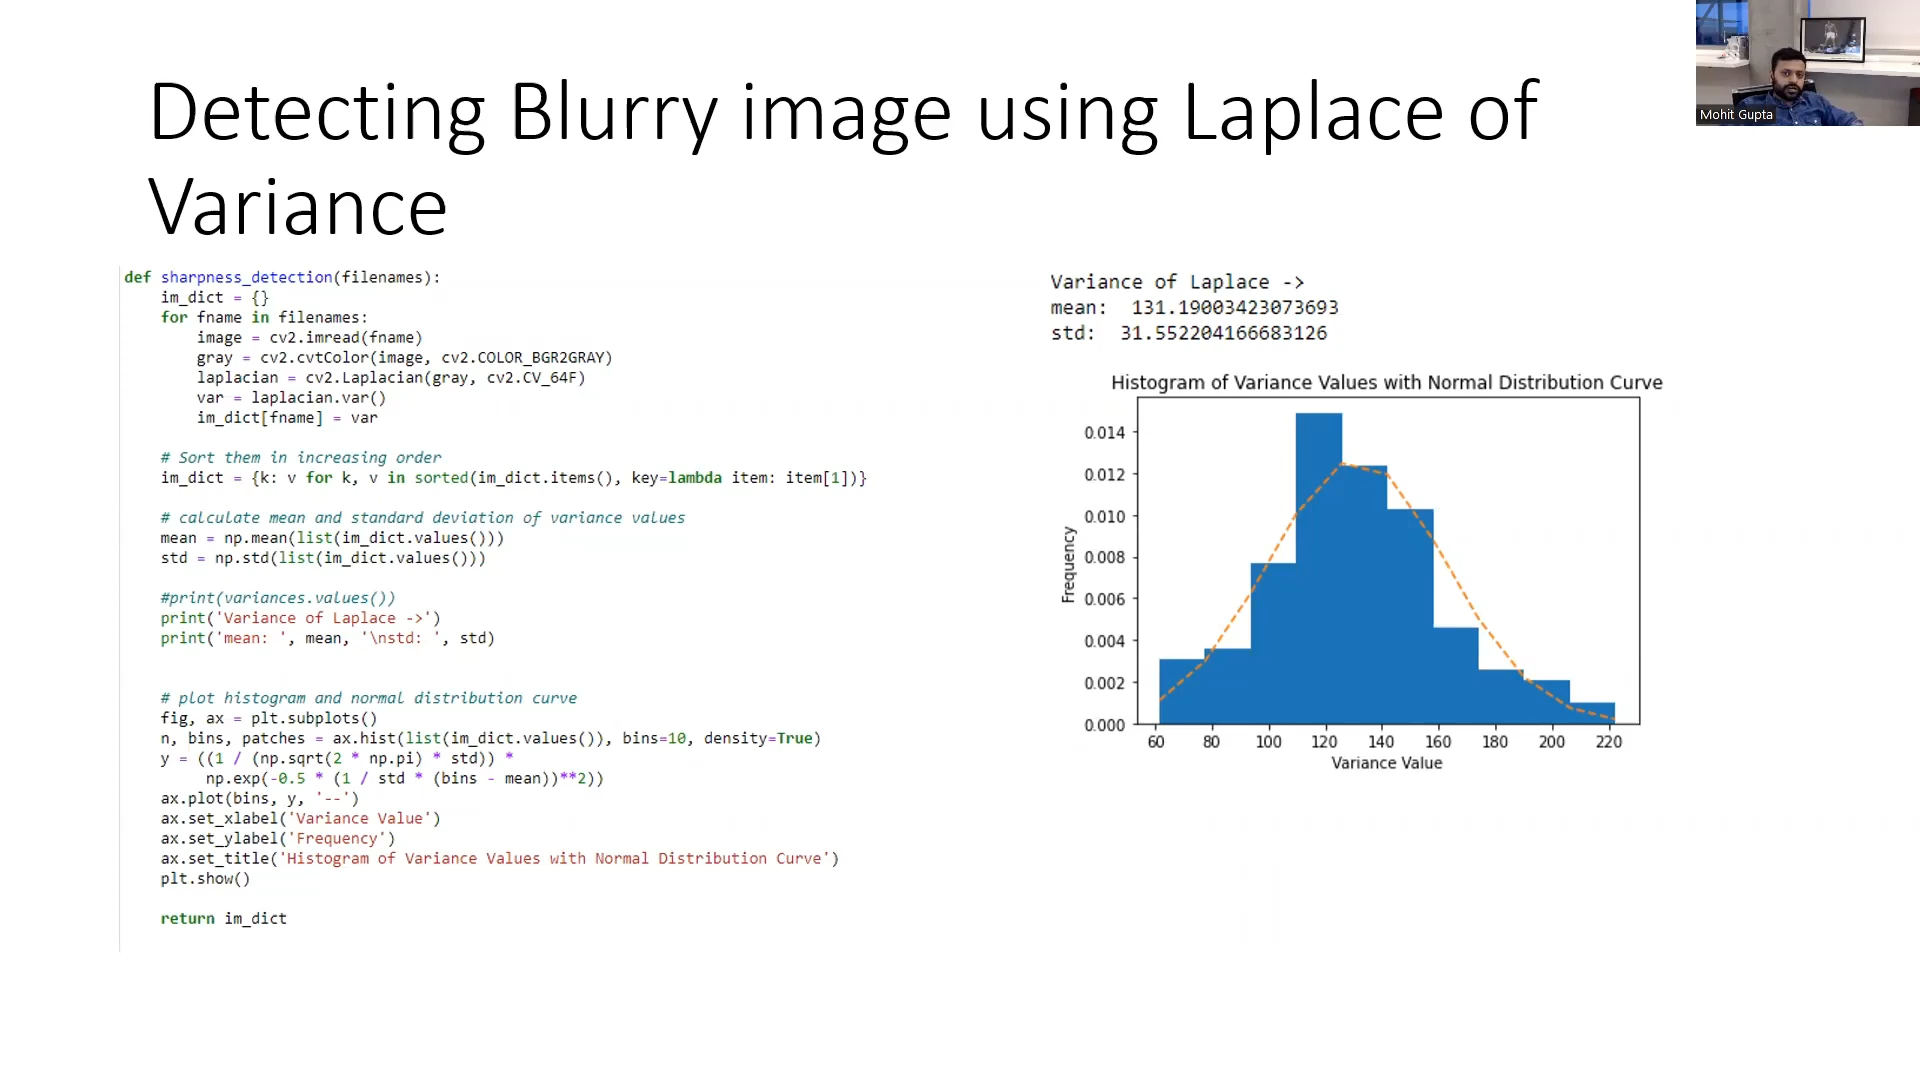 Detecting Blurry image using Laplace of
Variance
Mohit Gupta
def sharpness_detection(filenames):
    im_dict = {}
    for fname in filenames:
        image = cv2.imread(fname)
        gray = cv2.cvtColor(image, cv2.COLOR_BGR2GRAY)
        laplacian = cv2.Laplacian(gray, cv2.CV_64F)
        var = laplacian.var()
        im_dict[fname] = var
    # Sort them in increasing order
    im_dict = {k: v for k, v in sorted(im_dict.items(), key=lambda item: item[1])}
    # calculate mean and standard deviation of variance values
    mean = np.mean(list(im_dict.values()))
    std = np.std(list(im_dict.values()))
    #print(variances.values())
    print('Variance of Laplace ->')
    print('mean: ', mean, '\nstd: ', std)
    # plot histogram and normal distribution curve
    fig, ax = plt.subplots()
    n, bins, patches = ax.hist(list(im_dict.values()), bins=10, density=True)
    y = ((1 / (np.sqrt(2 * np.pi) * std)) *
         np.exp(-0.5 * (1 / std * (bins - mean))**2))
    ax.plot(bins, y, '--')
    ax.set_xlabel('Variance Value')
    ax.set_ylabel('Frequency')
    ax.set_title('Histogram of Variance Values with Normal Distribution Curve')
    plt.show()
    return im_dict
Variance of Laplace ->
mean:  131.19003423073693
std:  31.552204166683126
Histogram of Variance Values with Normal Distribution Curve
0.014
0.012
0.010
0.008
0.006
0.004
0.002
0.000
Frequency
60 80 100 120 140 160 180 200 220
Variance Value